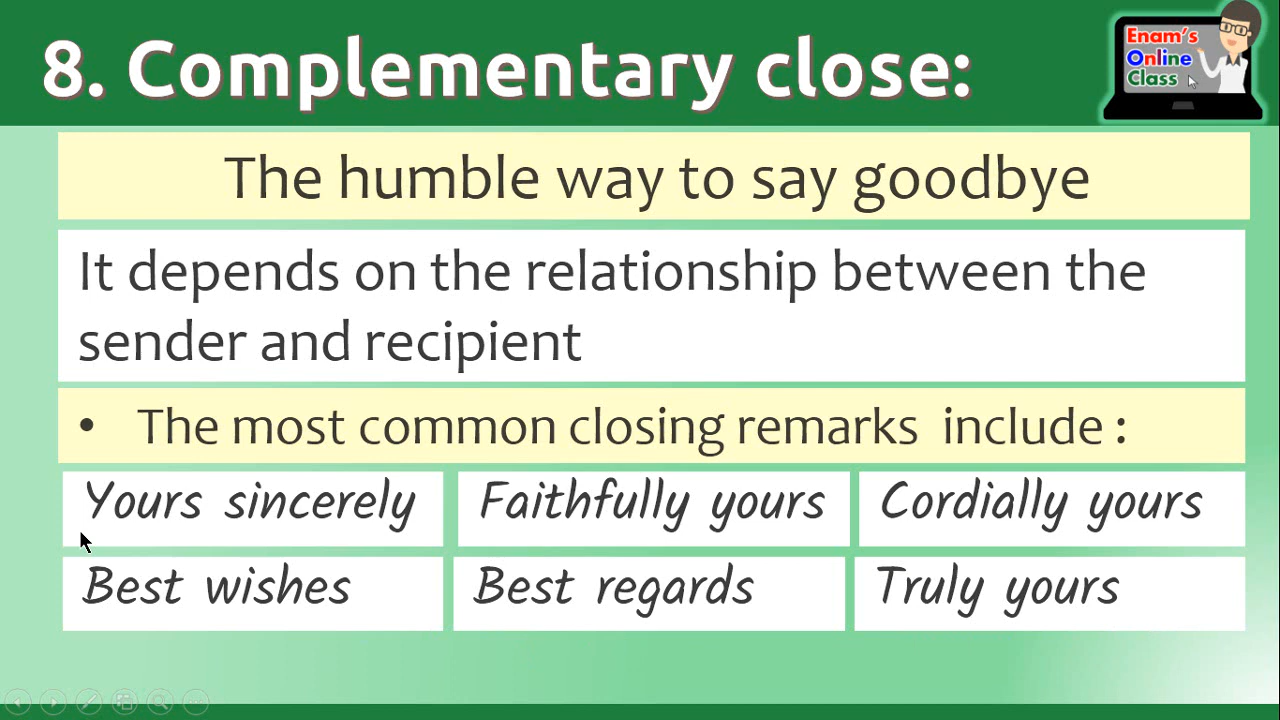 8. Complementary close:
Enam's
Online
Class
The humble way to say goodbye
It depends on the relationship between the
sender and recipient
• The most common closing remarks include :
Yours sincerely
Faithfully yours
Cordially yours
Best wishes
Best regards
Truly yours